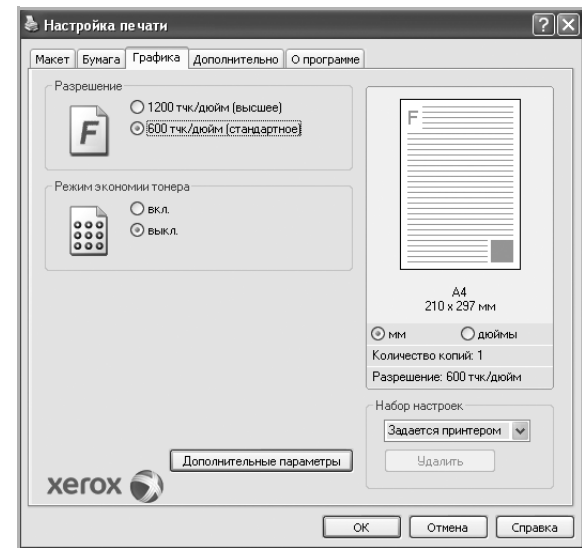 Настройка печати
Макет Бумага Графика Дополнительно О программе
Разрешение
F
1200 тчк/дюйм (высшее)
600 тчк/дюйм (стандартное)
Режим экономии тонера
вкл.
выкл.
F
A4
210 x 297 мм
мм дюймы
Количество копий: 1
Разрешение: 600 тчк/дюйм
Набор настроек
Задается принтером
Удалить
Дополнительные параметры
xerox
ОК Отмена Справка